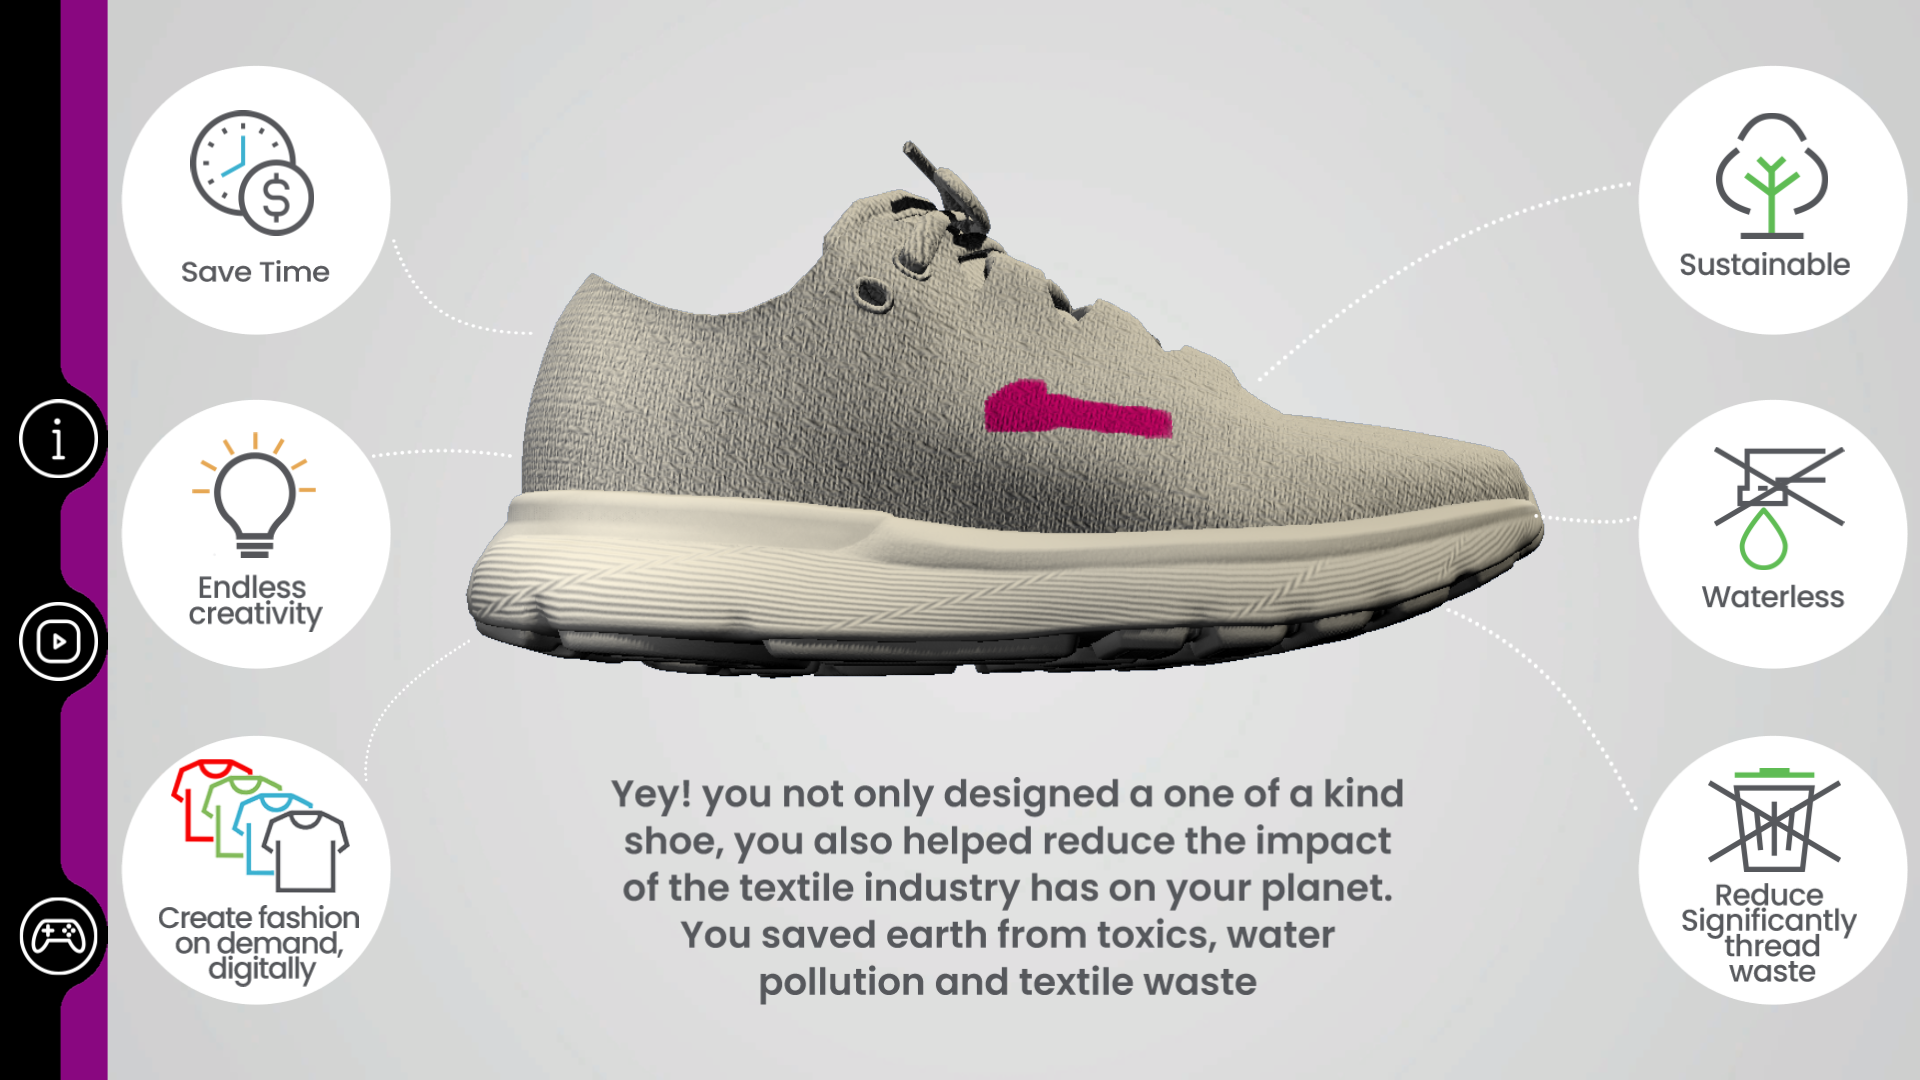 Save Time
Endless
creativity
Create fashion
on demand,
digitally
Sustainable
Waterless
Reduce
Significantly
thread
waste
Yey! you not only designed a one of a kind
shoe, you also helped reduce the impact
of the textile industry has on your planet.
You saved earth from toxics, water
pollution and textile waste